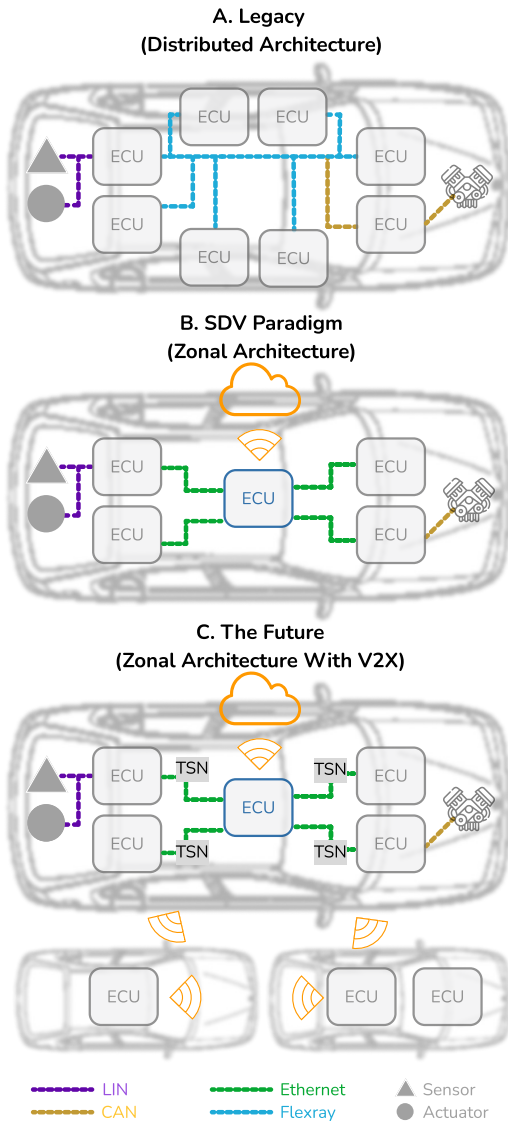 A. Legacy
(Distributed Architecture)
ECU ECU
ECU ECU
ECU ECU
ECU ECU
B. SDV Paradigm
(Zonal Architecture)
ECU ECU
ECU
ECU ECU
C. The Future
(Zonal Architecture With V2X)
ECU TSN TSN ECU
ECU
ECU TSN TSN ECU
ECU ECU ECU
LIN Ethernet Sensor
CAN Flexray Actuator